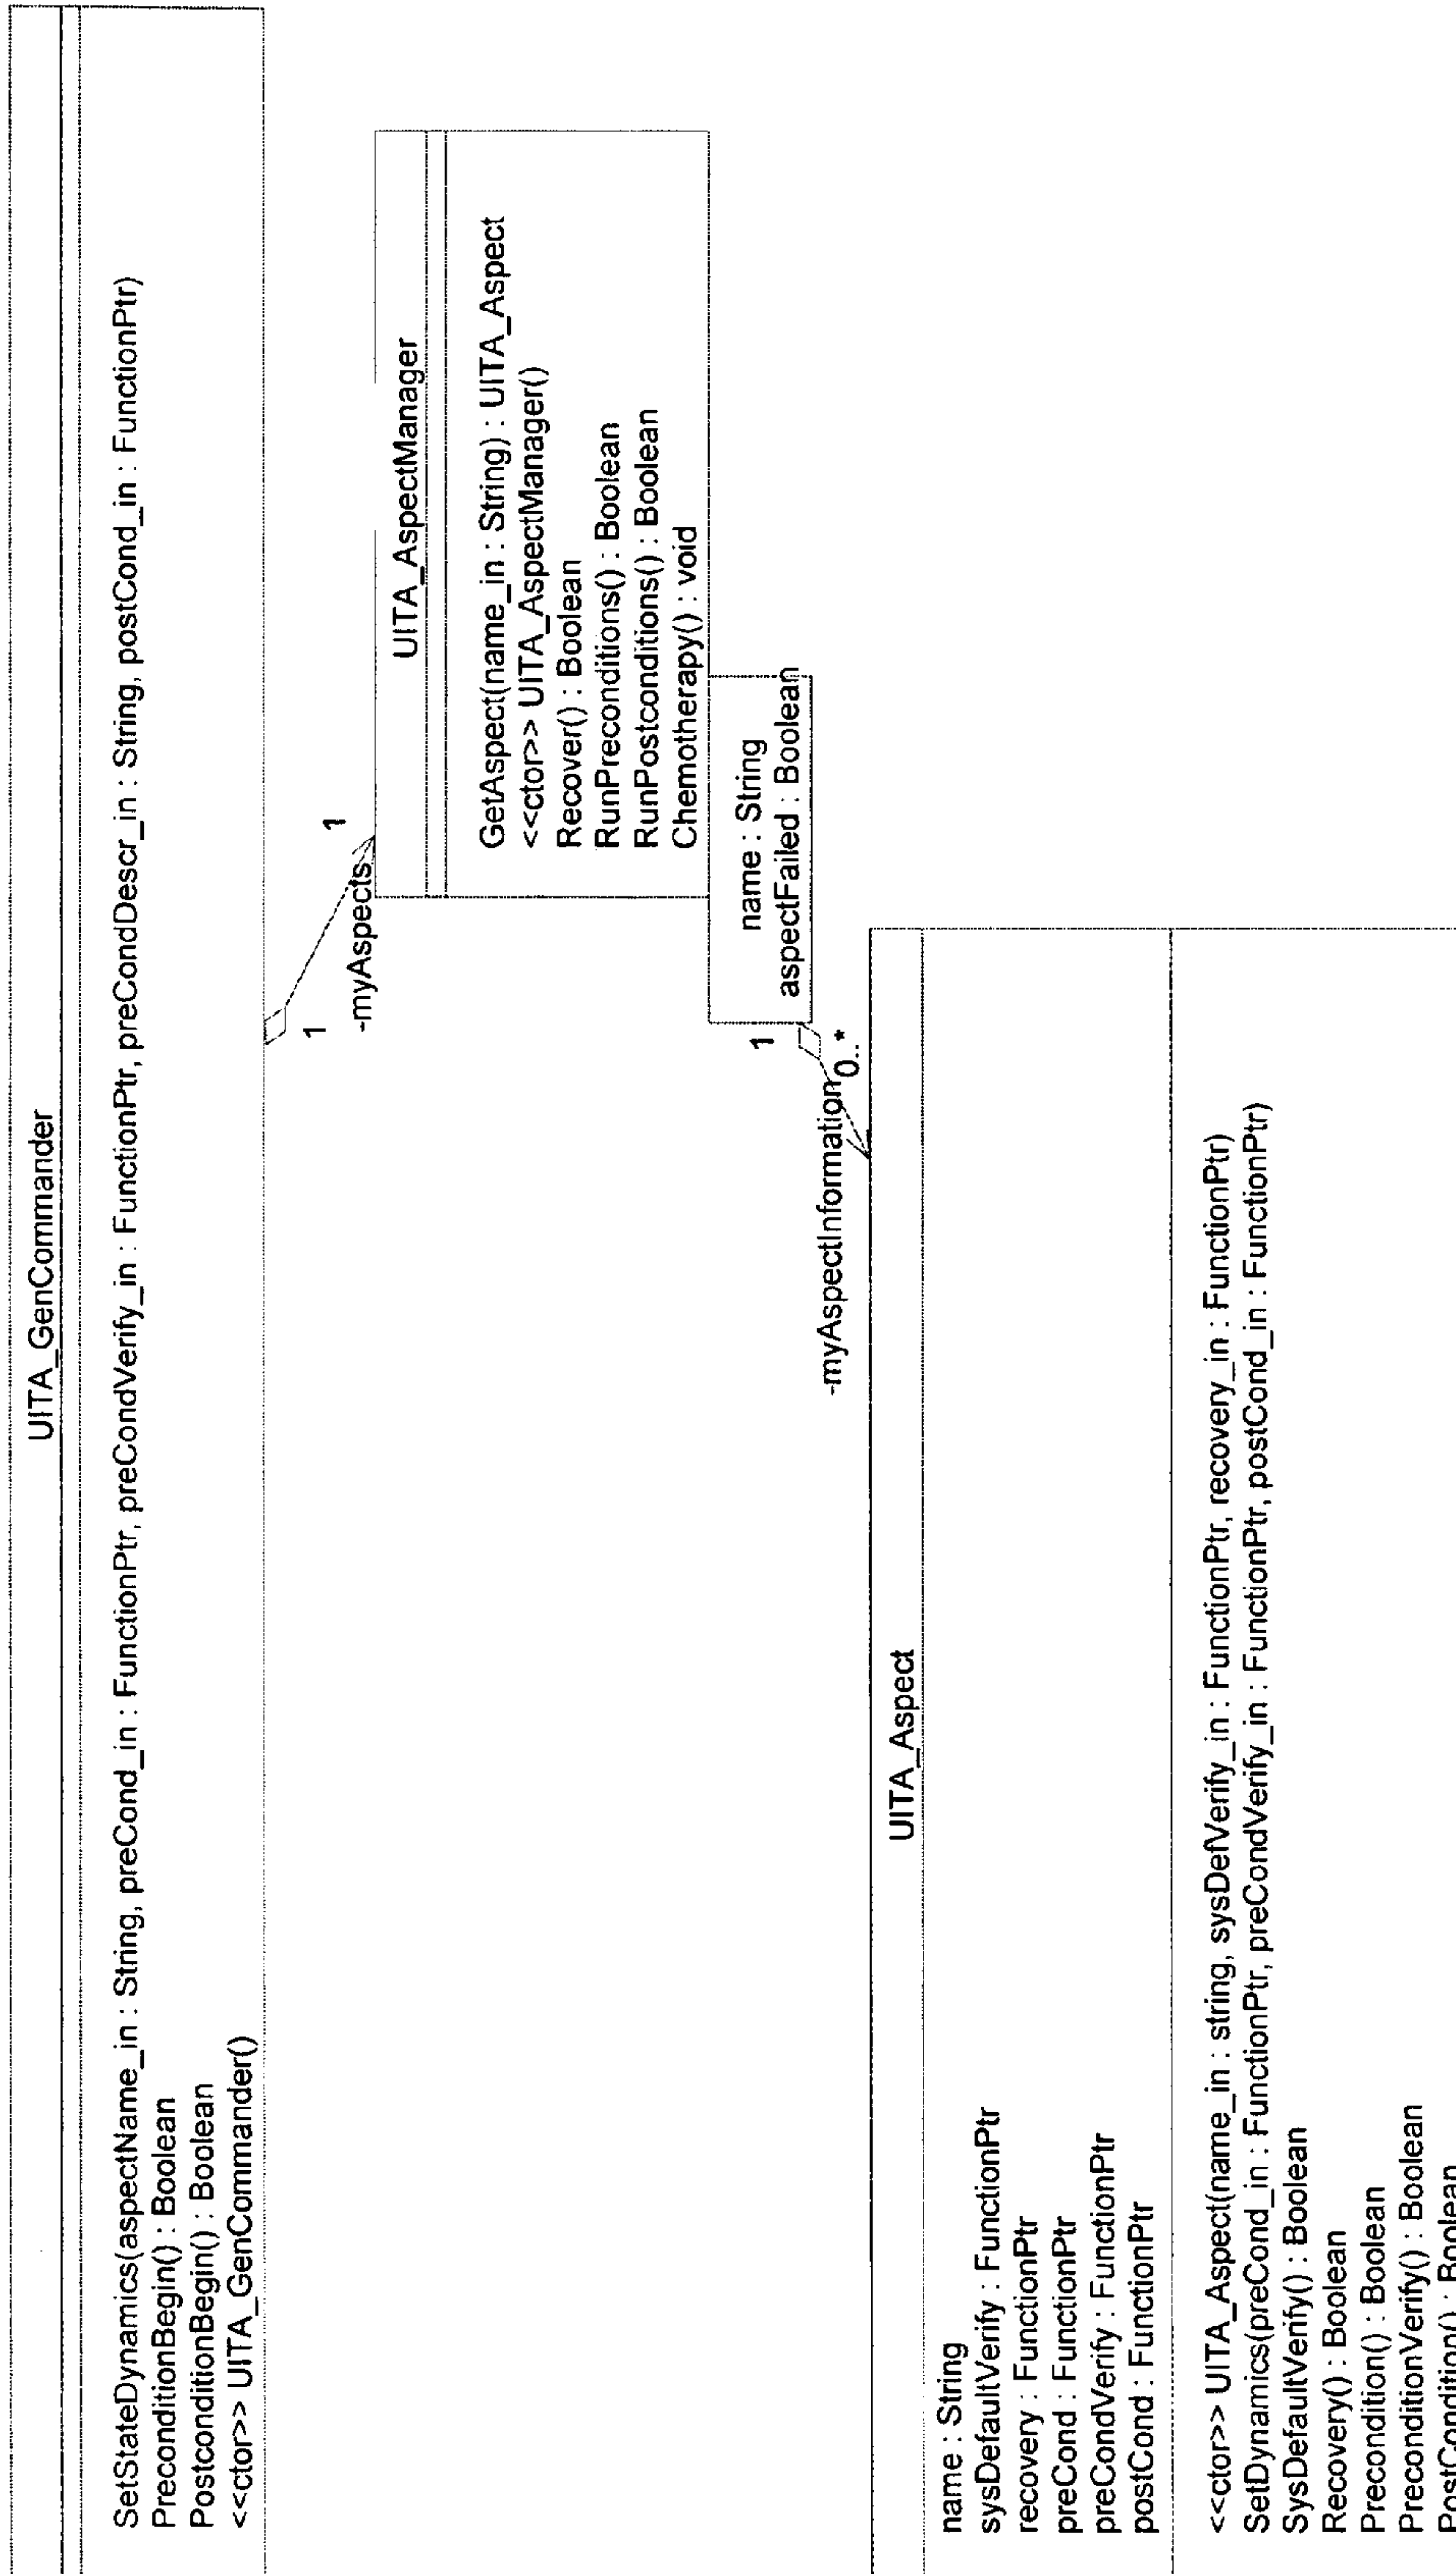 UITA_GenCommander
SetStateDynamics(aspectName_in : String, preCond_in : FunctionPtr, preCondVerify_in : FunctionPtr, preCondDescr_in : String, postCond_in : FunctionPtr)
PreconditionBegin() : Boolean
PostconditionBegin() : Boolean
<<ctor>> UITA_GenCommander()
1
-myAspects
1
UITA_AspectManager
GetAspect(name_in : String) : UITA_Aspect
<<ctor>> UITA_AspectManager()
Recover() : Boolean
RunPreconditions() : Boolean
RunPostconditions() : Boolean
Chemotherapy() : void
name : String
aspectFailed : Boolean
1
-myAspectInformation
0..*
UITA_Aspect
name : String
sysDefaultVerify : FunctionPtr
recovery : FunctionPtr
preCond : FunctionPtr
preCondVerify : FunctionPtr
postCond : FunctionPtr
<<ctor>> UITA_Aspect(name_in : string, sysDefVerify_in : FunctionPtr, recovery_in : FunctionPtr)
SetDynamics(preCond_in : FunctionPtr, preCondVerify_in : FunctionPtr, postCond_in : FunctionPtr)
SysDefaultVerify() : Boolean
Recovery() : Boolean
Precondition() : Boolean
PreconditionVerify() : Boolean
PostCondition() : Boolean